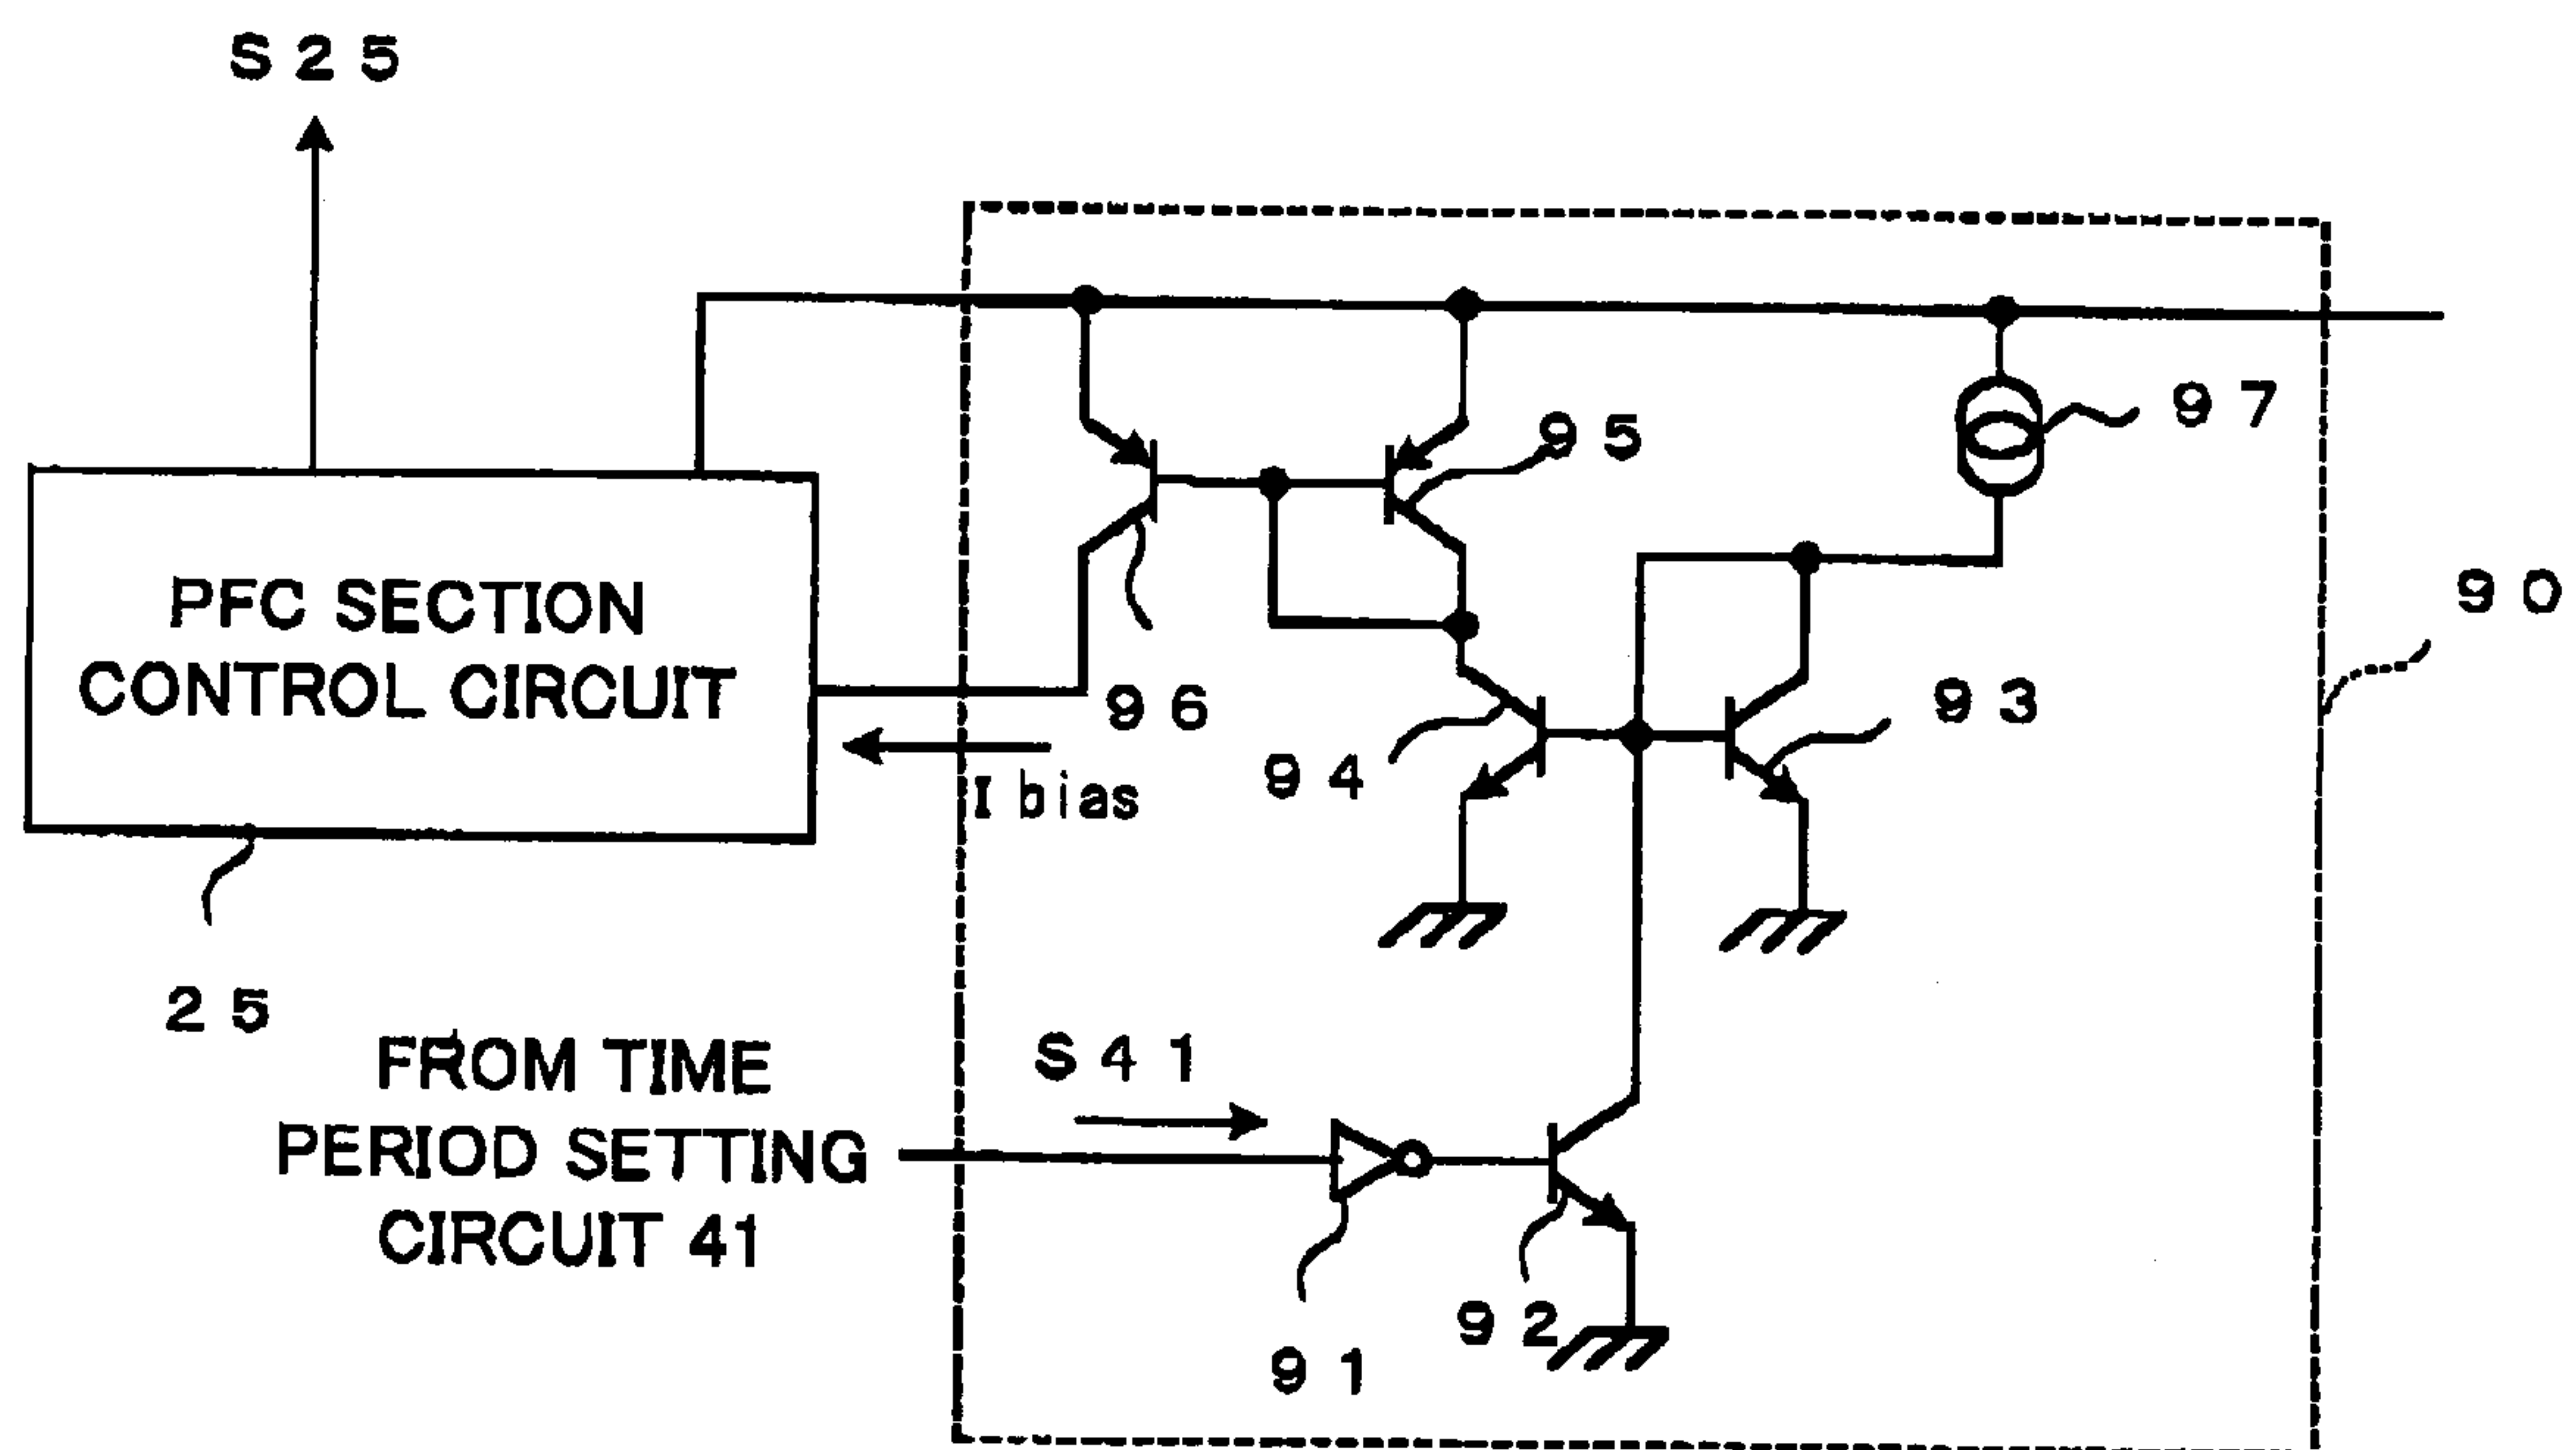 S25
95
97
90
PFC SECTION
CONTROL CIRCUIT
96
93
94
I bias
25
FROM TIME
PERIOD SETTING
CIRCUIT 41
S41
92
91